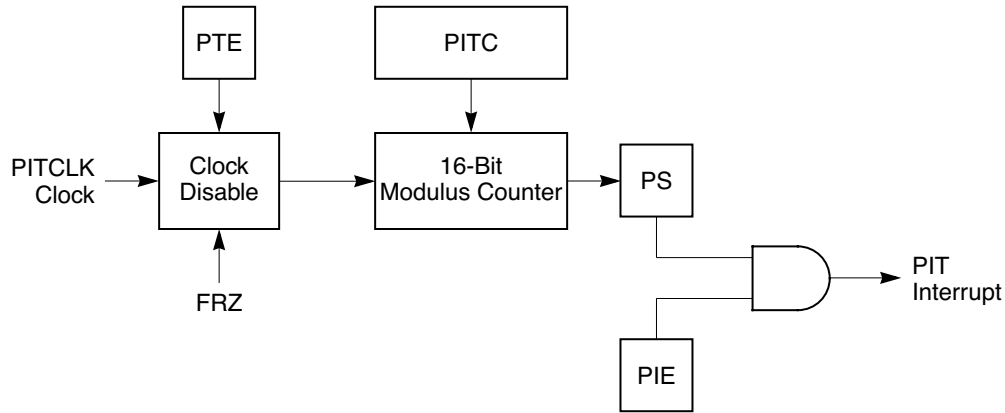 PTE
PITC
PITCLK
Clock
Clock
Disable
16-Bit
Modulus Counter
PS
FRZ
PIT
Interrupt
PIE